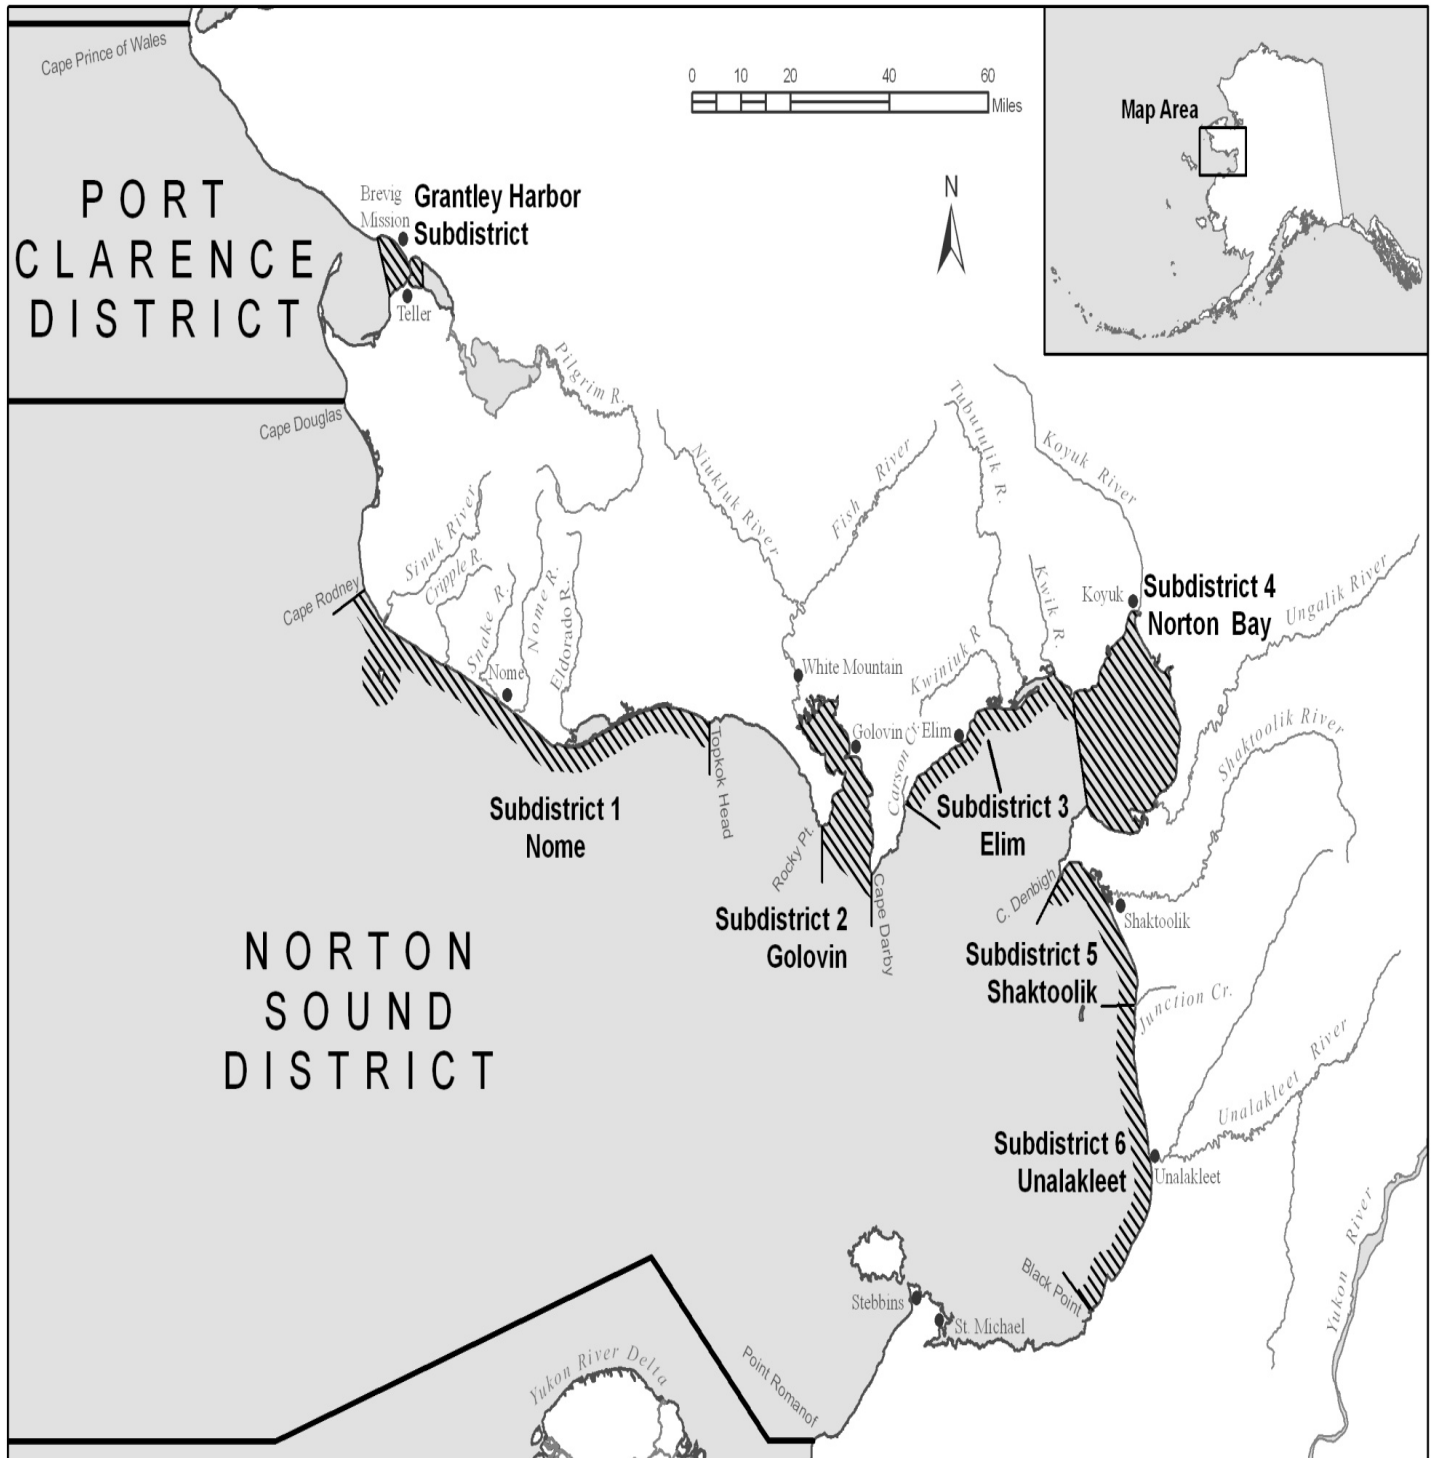 Cape Prince of Wales
0 10 20 40 60
Miles
Map Area
N
PORT
CLARENCE
DISTRICT
Brevig
Mission
Grantley Harbor
Subdistrict
Teller
Pilgrim R.
Cape Douglas
Niukluk River
Fish River
Tubutulik R.
Koyuk River
Sinuk River
Cripple R.
Snake R.
Nome R.
Eldorado R.
Kwik R.
Kwiniuk R
Cape Rodney
Koyuk
Subdistrict 4
Norton Bay
Ungalik River
Nome
White Mountain
Golovin
Carson Cr.
Elim
Shaktoolik River
Topkok Head
Subdistrict 1
Nome
Rocky Pt.
Subdistrict 3
Elim
Cape Darby
C. Denbigh
Subdistrict 2
Golovin
Shaktoolik
Subdistrict 5
Shaktoolik
Junction Cr.
NORTON
SOUND
DISTRICT
Unalakleet River
Subdistrict 6
Unalakleet
Unalakleet
Yukon River
Black Point
Stebbins
St. Michael
Yukon River Delta
Point Romanof